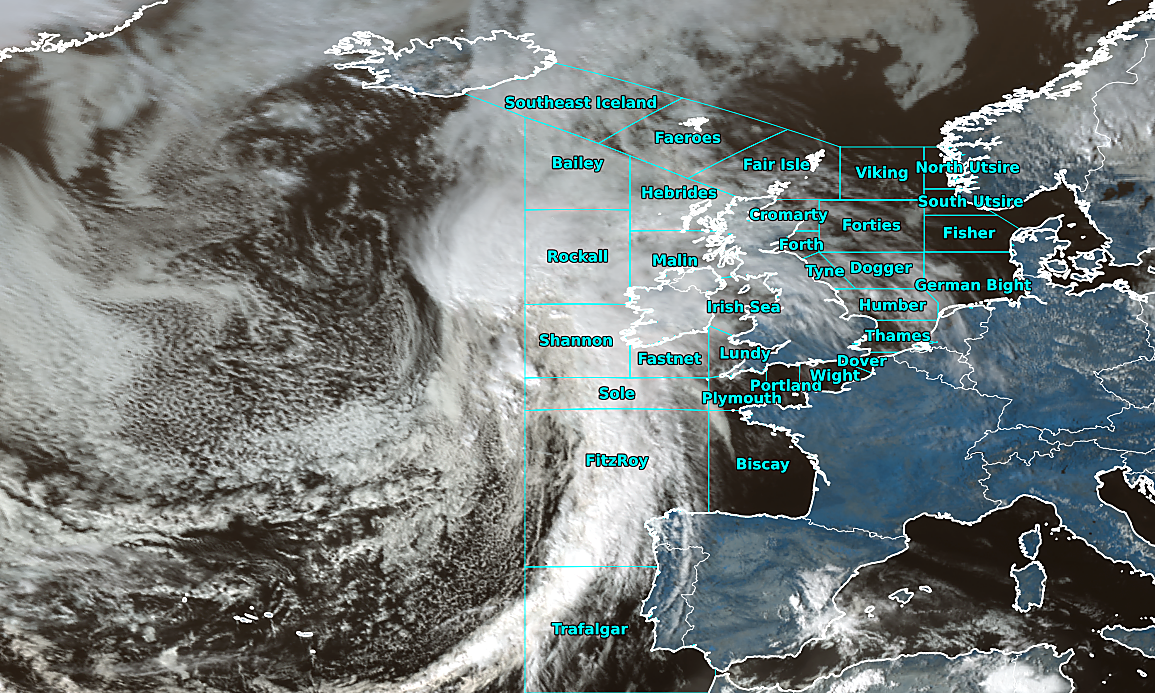 Southeast Iceland
Faeroes
Bailey
Fair Isle
Viking
North Utsire
Hebrides
South Utsire
Cromarty
Forties
Fisher
Forth
Rockall
Malin
Tyne
Dogger
German Bight
Irish Sea
Humber
Shannon
Thames
Fastnet
Lundy
Dover
Wight
Portland
Sole
Plymouth
FitzRoy
Biscay
Trafalgar